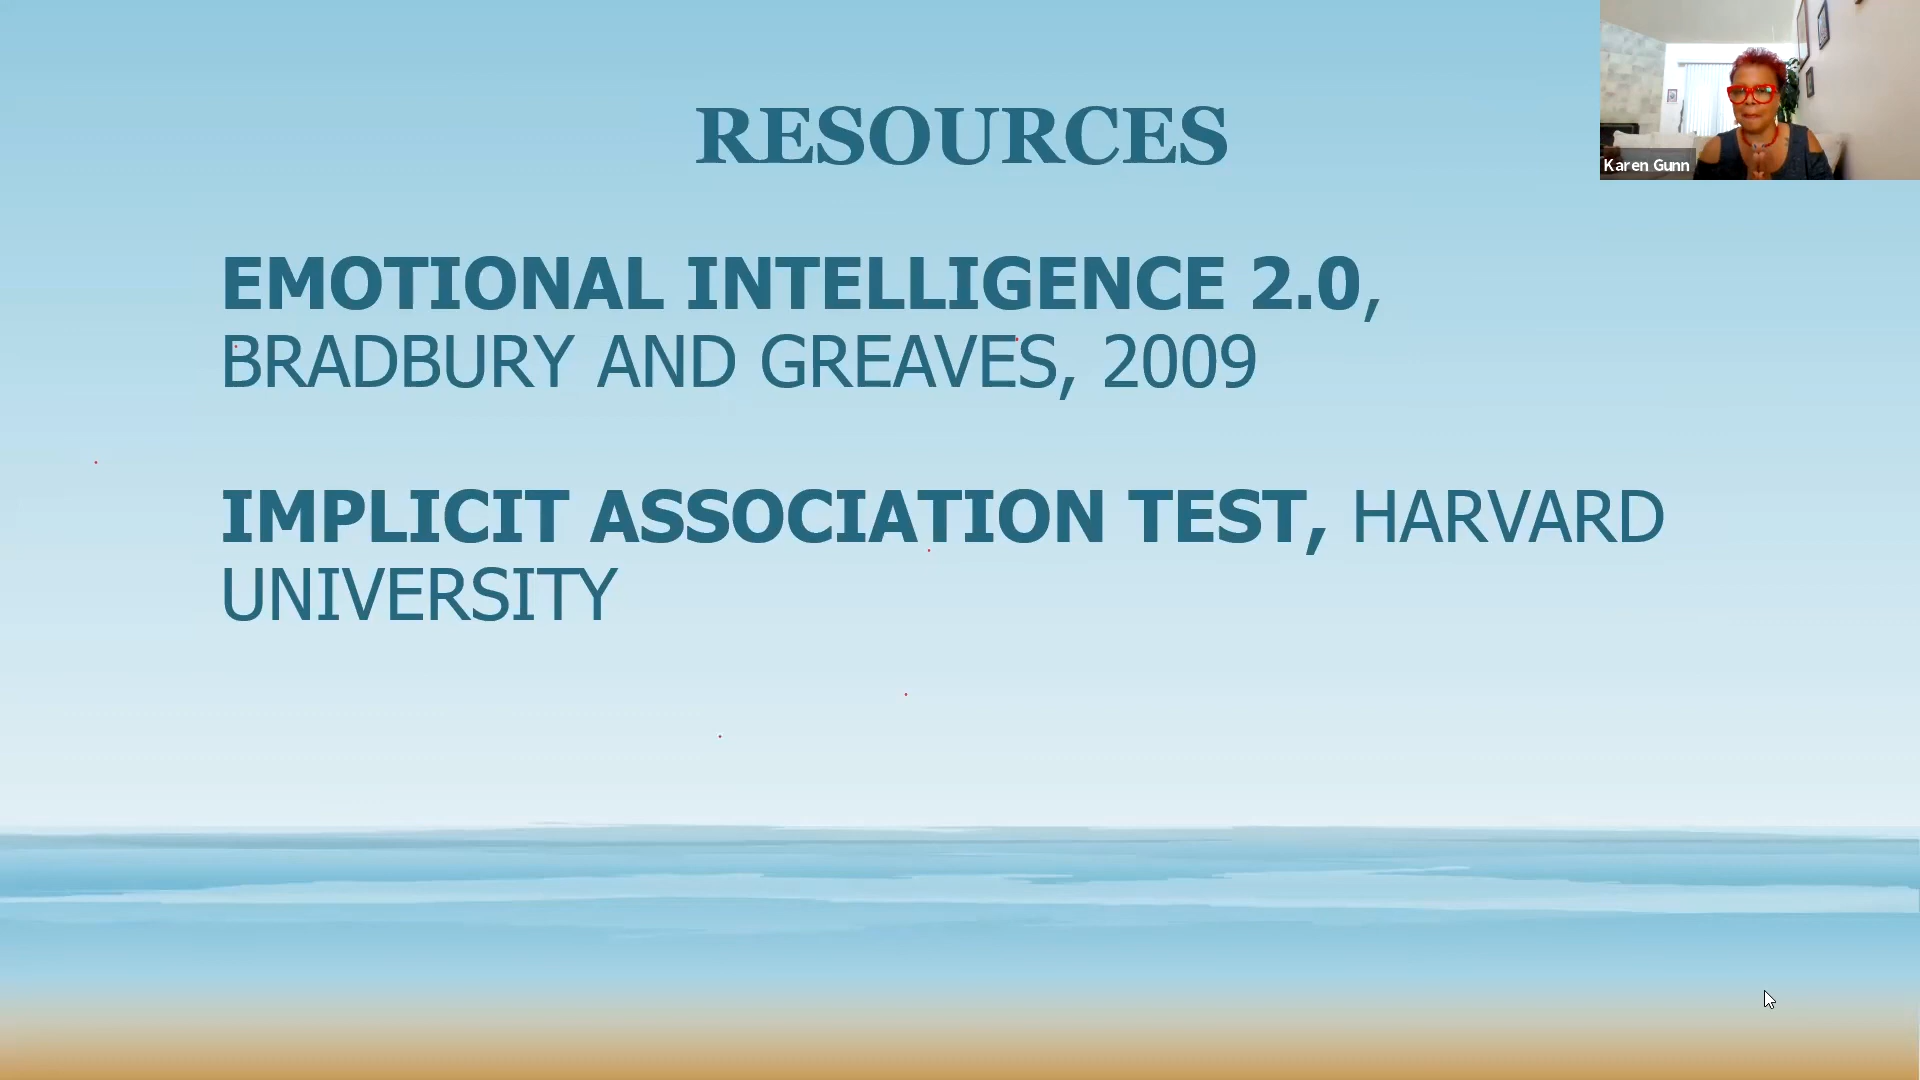 RESOURCES
Karen Gunn
EMOTIONAL INTELLIGENCE 2.0,
BRADBURY AND GREAVES, 2009
IMPLICIT ASSOCIATION TEST, HARVARD
UNIVERSITY